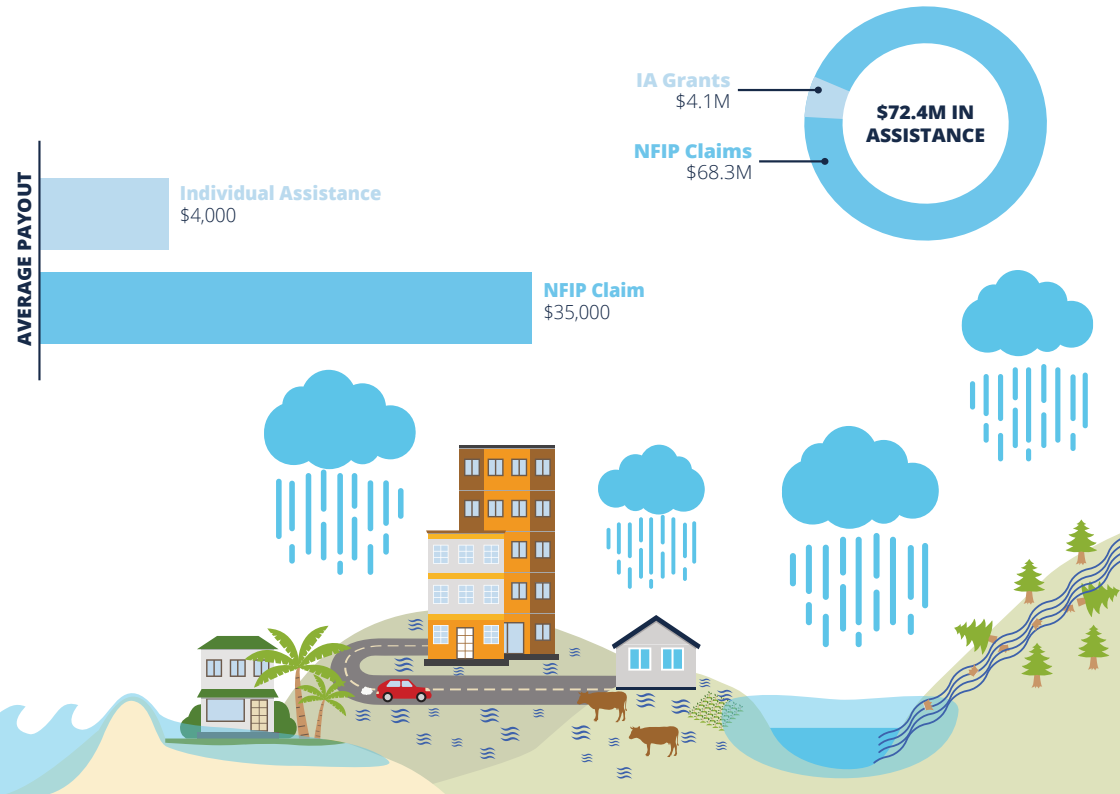 IA Grants
$4.1M
NFIP Claims
$68.3M
$72.4M IN
ASSISTANCE
AVERAGE PAYOUT
Individual Assistance
$4,000
NFIP Claim
$35,000